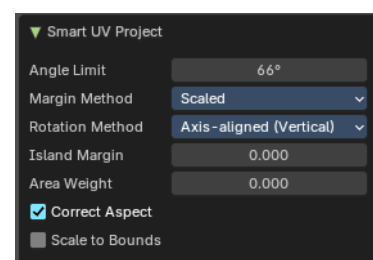 Smart UV Project
Angle Limit 66°
Margin Method Scaled
Rotation Method Axis-aligned (Vertical)
Island Margin 0.000
Area Weight 0.000
Correct Aspect
Scale to Bounds